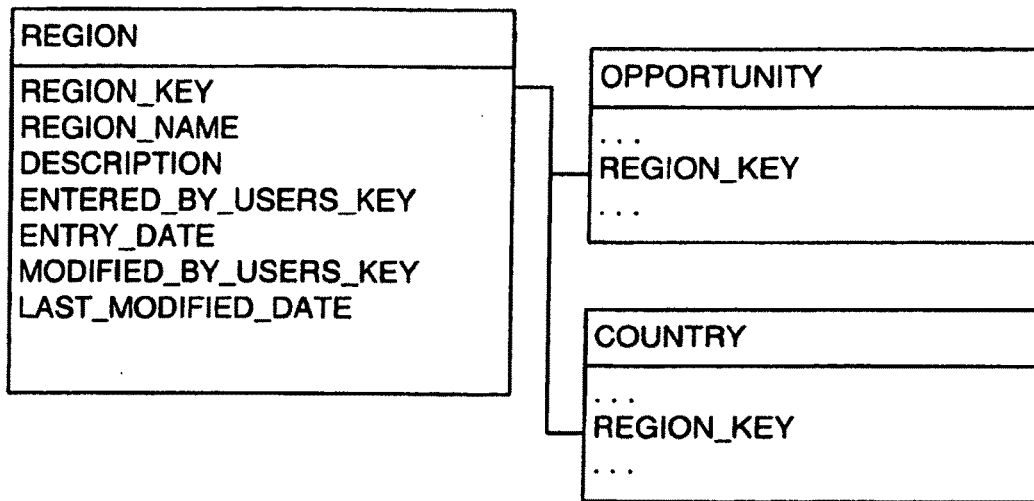 REGION
REGION_KEY
REGION_NAME
DESCRIPTION
ENTERED_BY_USERS_KEY
ENTRY_DATE
MODIFIED_BY_USERS_KEY
LAST_MODIFIED_DATE
OPPORTUNITY
. . .
REGION_KEY
. . .
COUNTRY
. . .
REGION_KEY
. . .